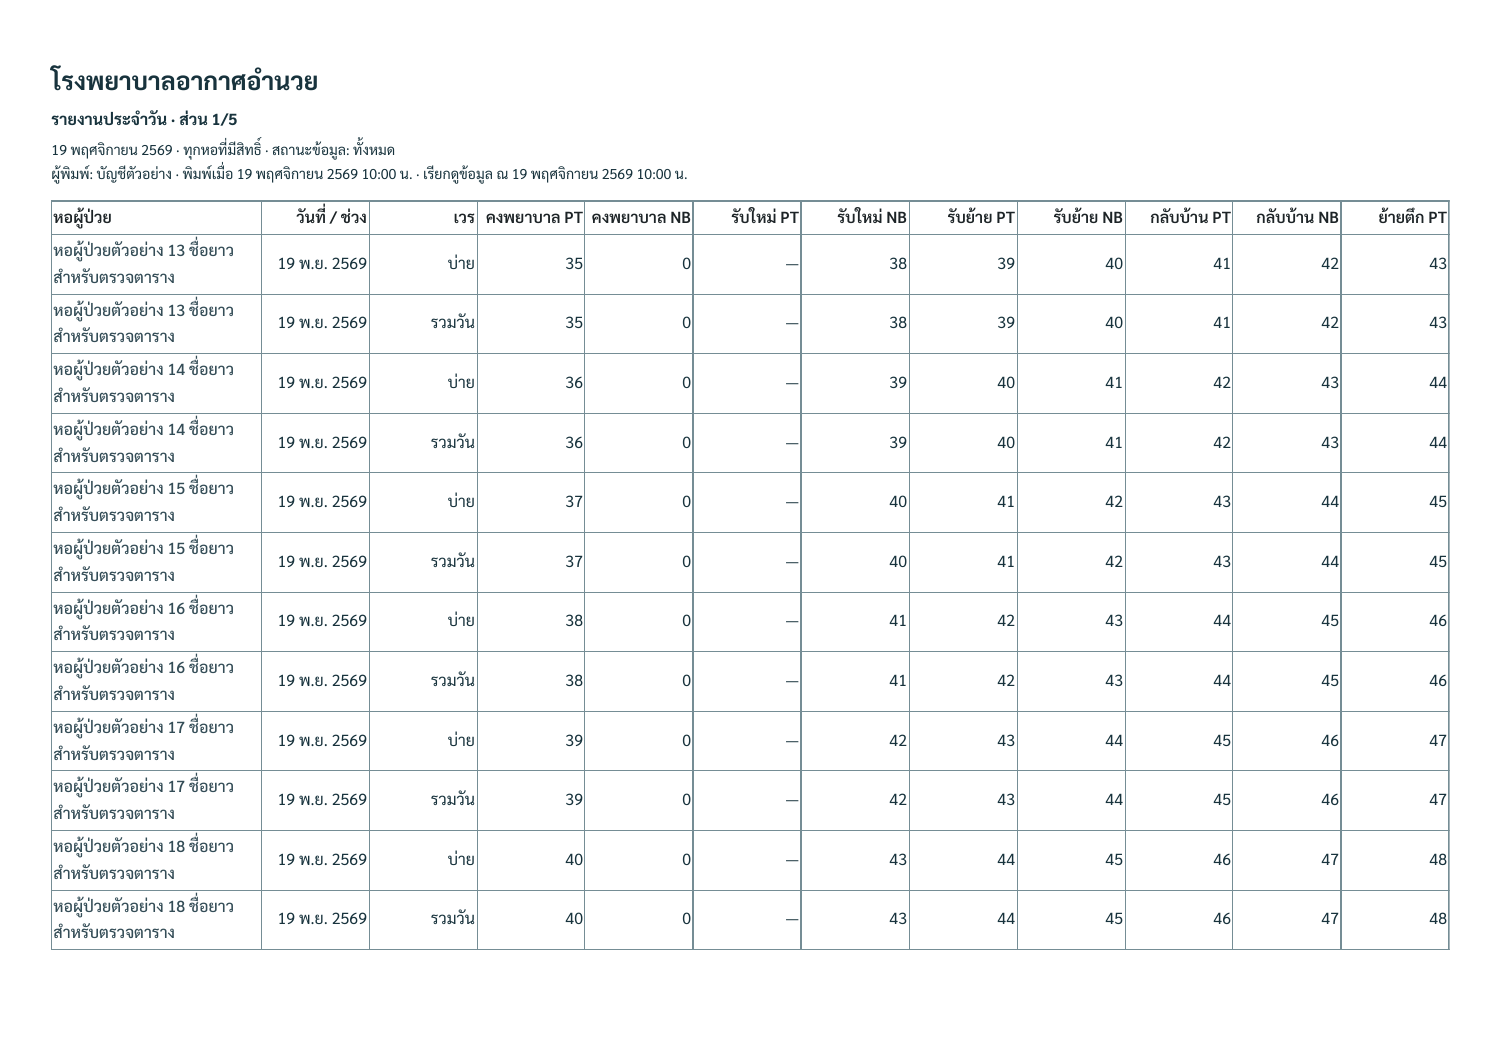 โรงพยาบาลอากาศอำนวย
รายงานประจำวัน · ส่วน 1/5
19 พฤศจิกายน 2569 · ทุกหอที่มีสิทธิ์ · สถานะข้อมูล: ทั้งหมด
ผู้พิมพ์: บัญชีตัวอย่าง · พิมพ์เมื่อ 19 พฤศจิกายน 2569 10:00 น. · เรียกดูข้อมูล ณ 19 พฤศจิกายน 2569 10:00 น.
หอผู้ป่วย วันที่ / ช่วง เวร คงพยาบาล PT คงพยาบาล NB รับใหม่ PT รับใหม่ NB รับย้าย PT รับย้าย NB กลับบ้าน PT กลับบ้าน NB ย้ายตึก PT
หอผู้ป่วยตัวอย่าง 13 ชื่อยาว
สำหรับตรวจตาราง 19 พ.ย. 2569 บ่าย 35 0 — 38 39 40 41 42 43
หอผู้ป่วยตัวอย่าง 13 ชื่อยาว
สำหรับตรวจตาราง 19 พ.ย. 2569 รวมวัน 35 0 — 38 39 40 41 42 43
หอผู้ป่วยตัวอย่าง 14 ชื่อยาว
สำหรับตรวจตาราง 19 พ.ย. 2569 บ่าย 36 0 — 39 40 41 42 43 44
หอผู้ป่วยตัวอย่าง 14 ชื่อยาว
สำหรับตรวจตาราง 19 พ.ย. 2569 รวมวัน 36 0 — 39 40 41 42 43 44
หอผู้ป่วยตัวอย่าง 15 ชื่อยาว
สำหรับตรวจตาราง 19 พ.ย. 2569 บ่าย 37 0 — 40 41 42 43 44 45
หอผู้ป่วยตัวอย่าง 15 ชื่อยาว
สำหรับตรวจตาราง 19 พ.ย. 2569 รวมวัน 37 0 — 40 41 42 43 44 45
หอผู้ป่วยตัวอย่าง 16 ชื่อยาว
สำหรับตรวจตาราง 19 พ.ย. 2569 บ่าย 38 0 — 41 42 43 44 45 46
หอผู้ป่วยตัวอย่าง 16 ชื่อยาว
สำหรับตรวจตาราง 19 พ.ย. 2569 รวมวัน 38 0 — 41 42 43 44 45 46
หอผู้ป่วยตัวอย่าง 17 ชื่อยาว
สำหรับตรวจตาราง 19 พ.ย. 2569 บ่าย 39 0 — 42 43 44 45 46 47
หอผู้ป่วยตัวอย่าง 17 ชื่อยาว
สำหรับตรวจตาราง 19 พ.ย. 2569 รวมวัน 39 0 — 42 43 44 45 46 47
หอผู้ป่วยตัวอย่าง 18 ชื่อยาว
สำหรับตรวจตาราง 19 พ.ย. 2569 บ่าย 40 0 — 43 44 45 46 47 48
หอผู้ป่วยตัวอย่าง 18 ชื่อยาว
สำหรับตรวจตาราง 19 พ.ย. 2569 รวมวัน 40 0 — 43 44 45 46 47 48